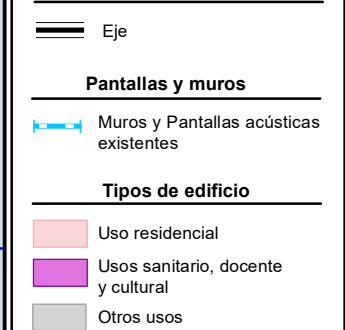 Eje
Pantallas y muros
Muros y Pantallas acústicas
existentes
Tipos de edificio
Uso residencial
Usos sanitario, docente
y cultural
Otros usos